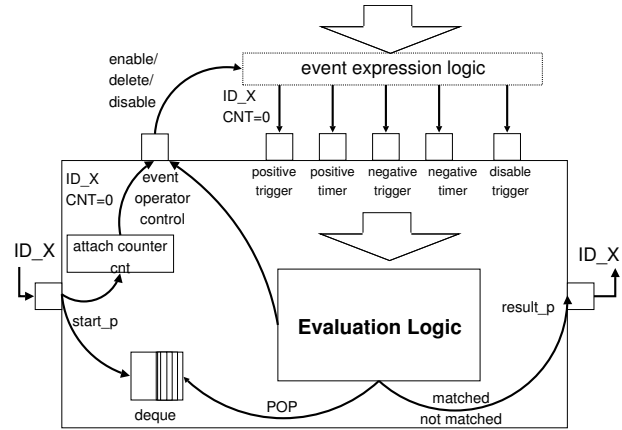 enable/
delete/
disable
event expression logic
ID_X
CNT=0
positive
trigger
positive
timer
negative
trigger
negative
timer
disable
trigger
ID_X
CNT=0
event
operator
control
attach counter
cnt
ID_X
start_p
Evaluation Logic
result_p
ID_X
deque
POP
matched
not matched